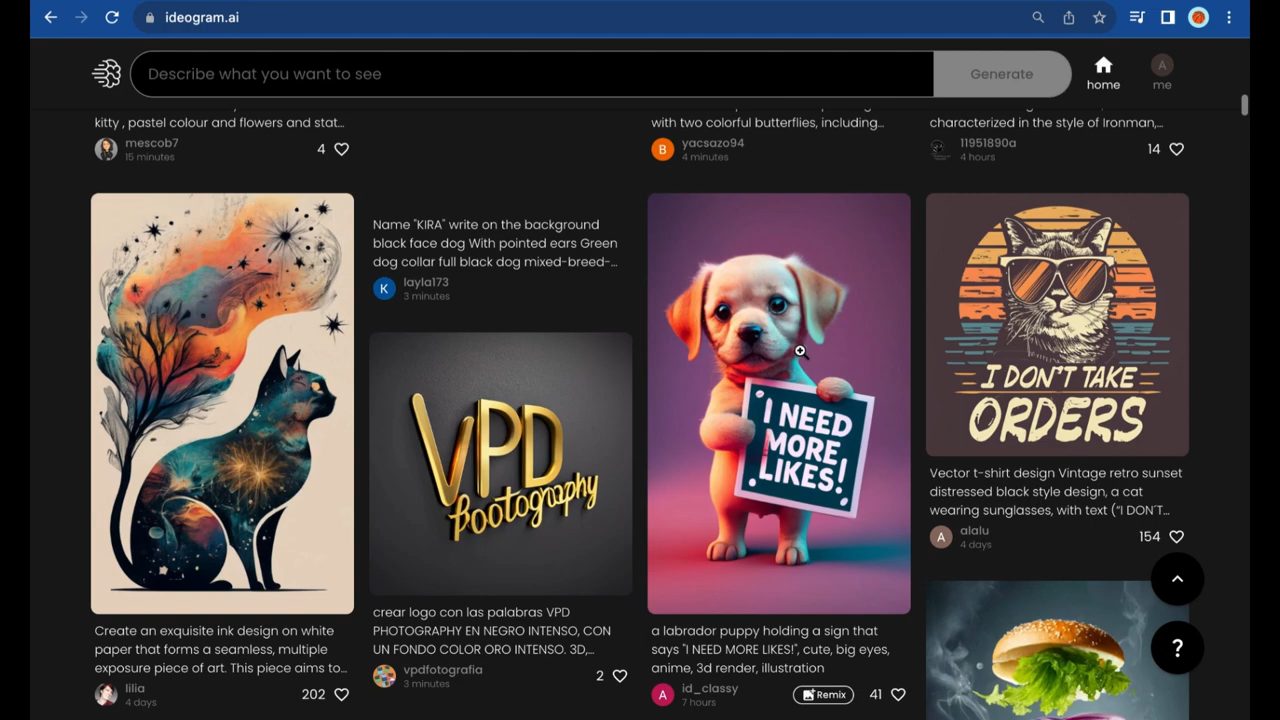 ideogram.ai
Describe what you want to see
Generate
home
A
me
kitty , pastel colour and flowers and stat...
mescob7
15 minutes
4
with two colorful butterflies, including...
B
yacsazo94
4 minutes
characterized in the style of Ironman,...
11951890a
4 hours
14
Create an exquisite ink design on white
paper that forms a seamless, multiple
exposure piece of art. This piece aims to...
lilia
4 days
202
Name "KIRA" write on the background
black face dog With pointed ears Green
dog collar full black dog mixed-breed-...
K
layla173
3 minutes
VPD
Pootography
crear logo con las palabras VPD
PHOTOGRAPHY EN NEGRO INTENSO, CON
UN FONDO COLOR ORO INTENSO. 3D,...
vpdfotografia
3 minutes
2
I NEED
MORE
LIKES!
a labrador puppy holding a sign that
says "I NEED MORE LIKES!", cute, big eyes,
anime, 3d render, illustration
A
id_classy
7 hours
Remix
41
I DON'T TAKE
ORDERS
Vector t-shirt design Vintage retro sunset
distressed black style design, a cat
wearing sunglasses, with text ("I DON'T...
A
alalu
4 days
154
?